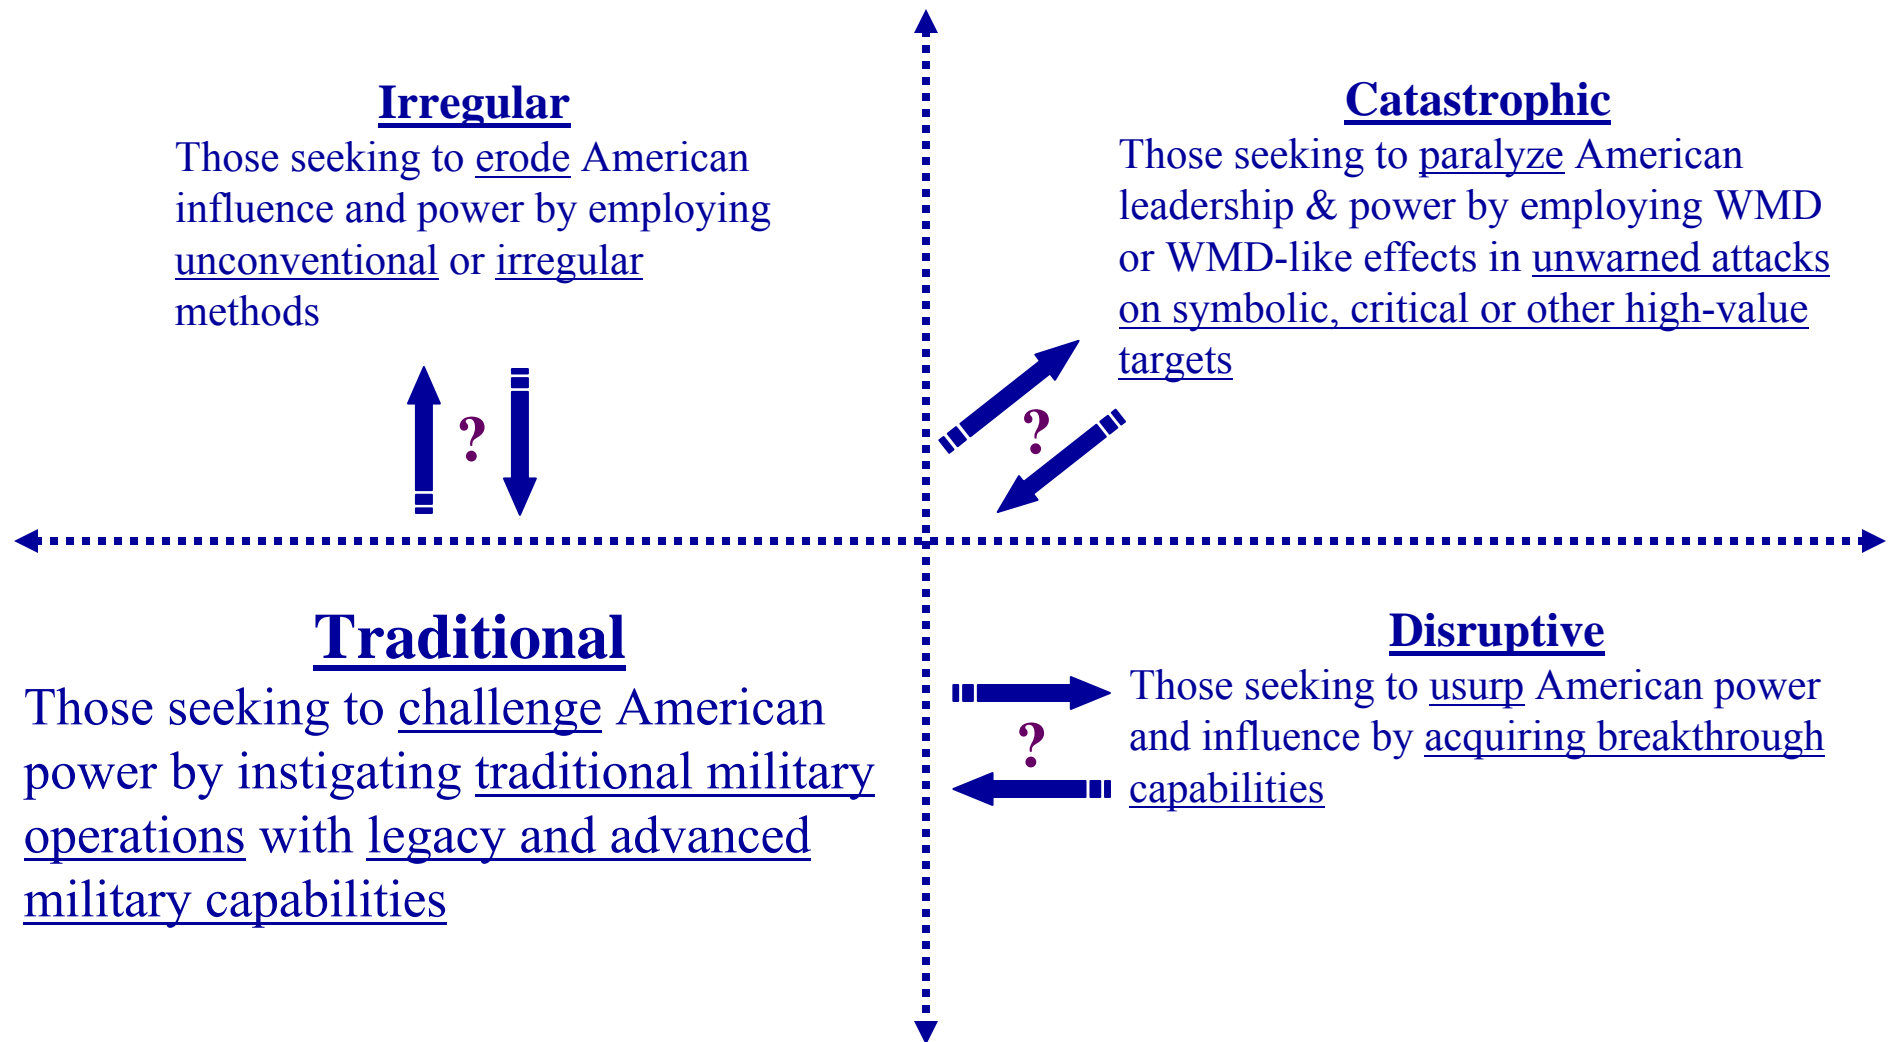 Irregular
Those seeking to erode American
influence and power by employing
unconventional or irregular
methods
?
Catastrophic
Those seeking to paralyze American
leadership & power by employing WMD
or WMD-like effects in unwarned attacks
on symbolic, critical or other high-value
targets
?
Traditional
Those seeking to challenge American
power by instigating traditional military
operations with legacy and advanced
military capabilities
Disruptive
Those seeking to usurp American power
and influence by acquiring breakthrough
capabilities
?